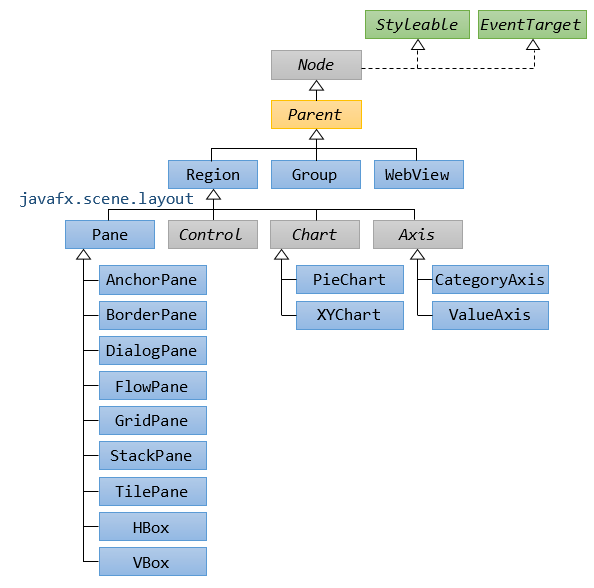 Styleable EventTarget
Node
Parent
Region Group WebView
javafx.scene.layout
Pane Control Chart Axis
AnchorPane PieChart CategoryAxis
BorderPane XYChart ValueAxis
DialogPane
FlowPane
GridPane
StackPane
TilePane
HBox
VBox